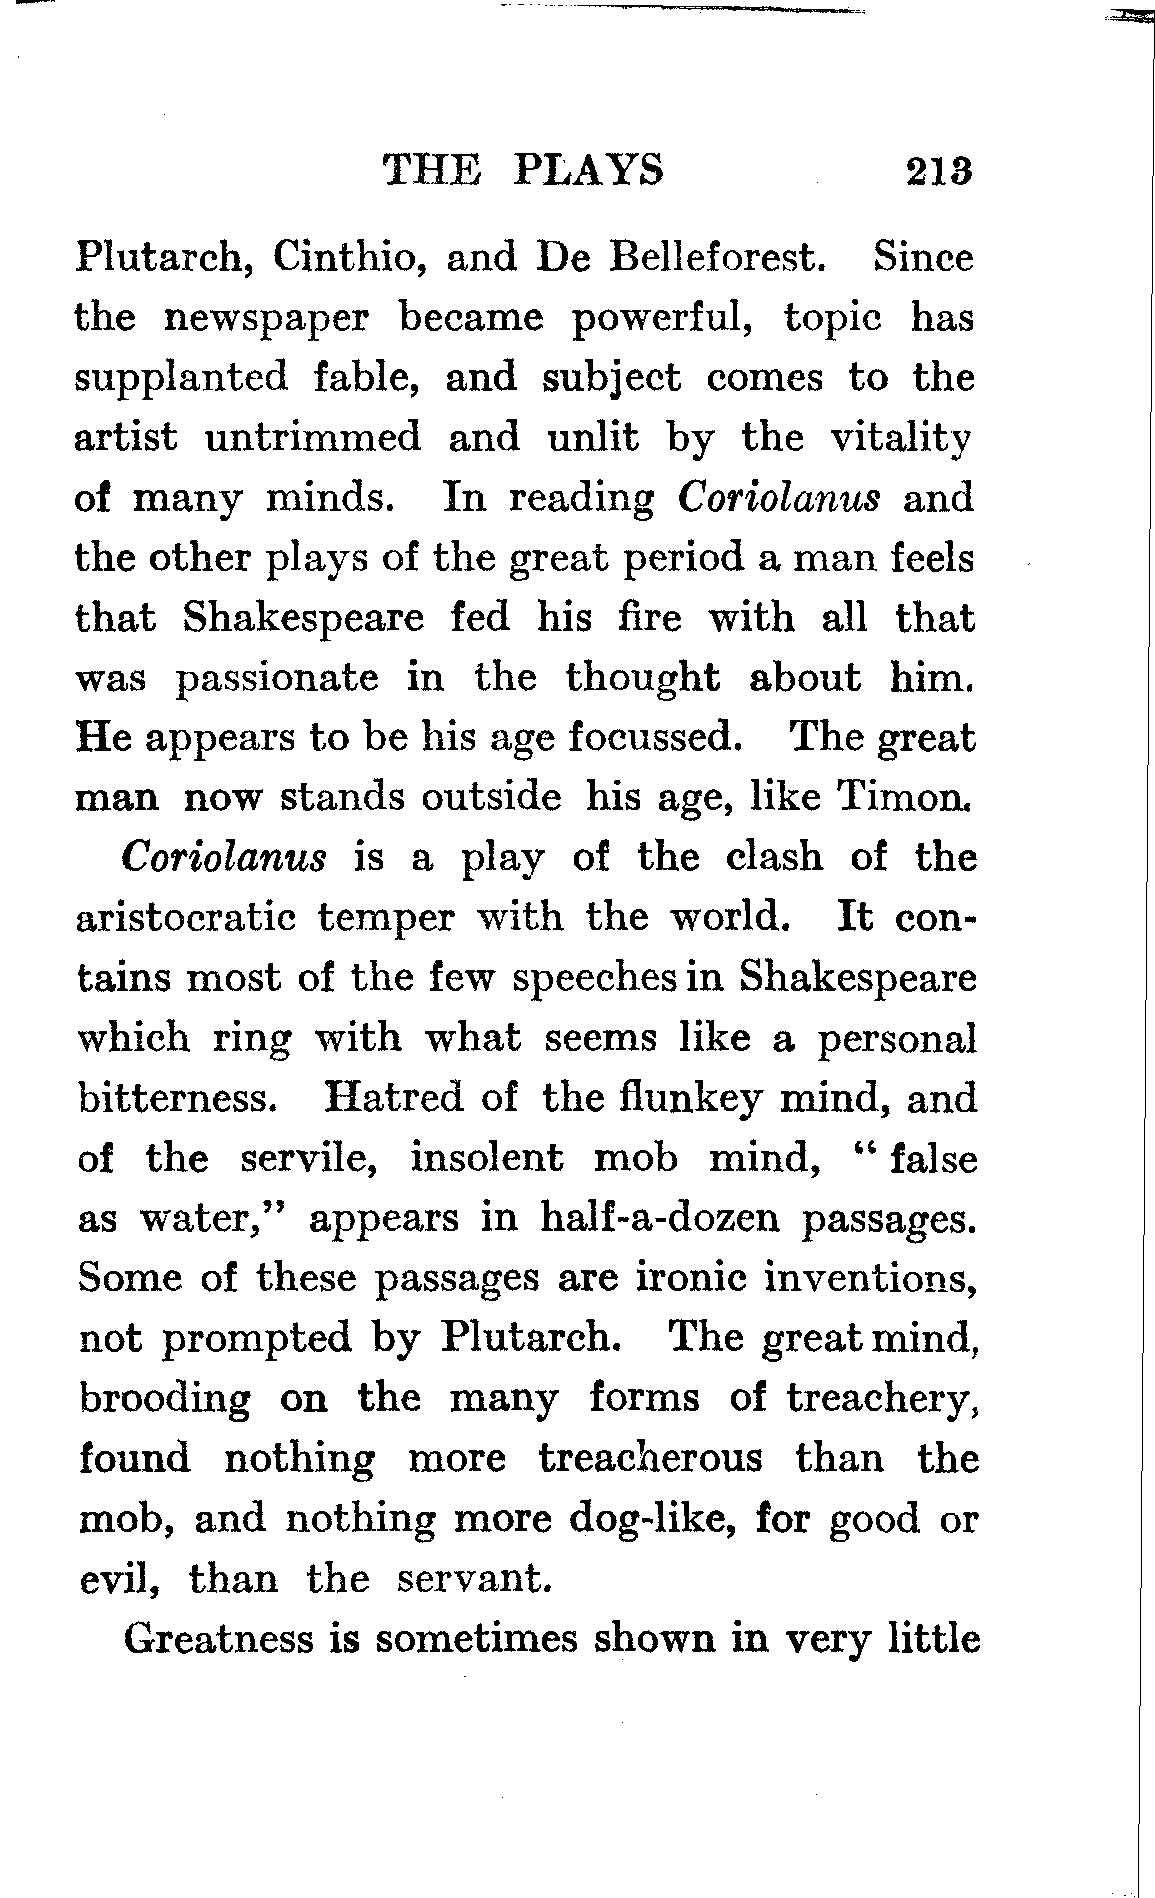 THE PLAYS 213
Plutarch, Cinthio, and De Belleforest. Since
the newspaper became powerful, topic has
supplanted fable, and subject comes to the
artist untrimmed and unlit by the vitality
of many minds. In reading Coriolanus and
the other plays of the great period a man feels
that Shakespeare fed his fire with all that
was passionate in the thought about him.
He appears to be his age focussed. The great
man now stands outside his age, like Timon.
Coriolanus is a play of the clash of the
aristocratic temper with the world. It con-
tains most of the few speeches in Shakespeare
which ring with what seems like a personal
bitterness. Hatred of the flunkey mind, and
of the servile, insolent mob mind, “ false
as water,” appears in half-a-dozen passages.
Some of these passages are ironic inventions,
not prompted by Plutarch. The great mind,
brooding on the many forms of treachery,
found nothing more treacherous than the
mob, and nothing more dog-like, for good or
evil, than the servant.
Greatness is sometimes shown in very little